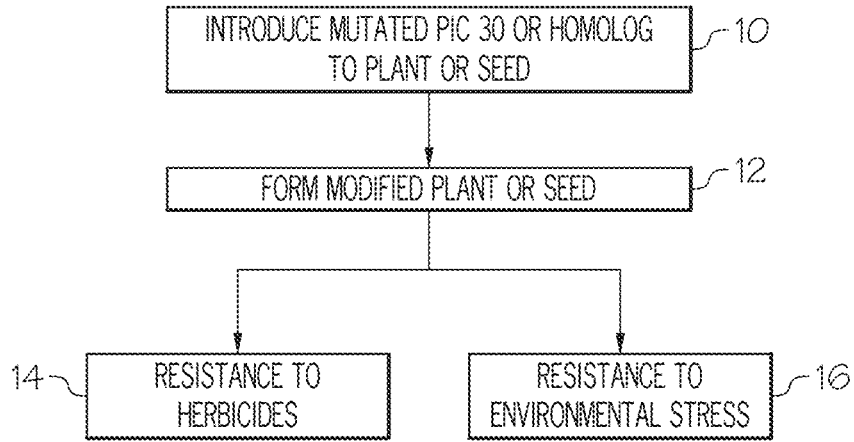 INTRODUCE MUTATED PIC 30 OR HOMOLOG
TO PLANT OR SEED
10
FORM MODIFIED PLANT OR SEED
12
14
RESISTANCE TO
HERBICIDES
RESISTANCE TO
ENVIRONMENTAL STRESS
16